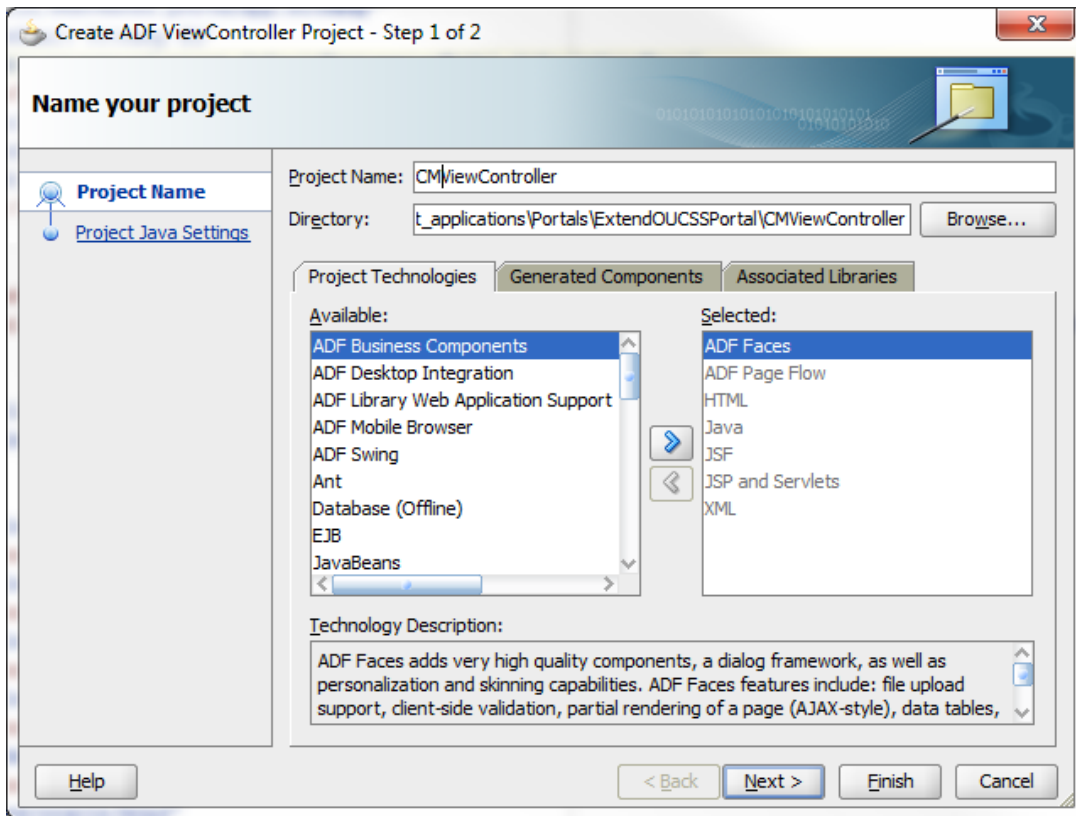 Create ADF ViewController Project - Step 1 of 2
Name your project
Project Name
Project Java Settings
Project Name: CMViewController
Directory: t_applications\Portals\ExtendOUCSSPortal\CMViewController Browse...
Project Technologies Generated Components Associated Libraries
Available:
ADF Business Components
ADF Desktop Integration
ADF Library Web Application Support
ADF Mobile Browser
ADF Swing
Ant
Database (Offline)
EJB
JavaBeans
Selected:
ADF Faces
ADF Page Flow
HTML
Java
JSF
JSP and Servlets
XML
Technology Description:
ADF Faces adds very high quality components, a dialog framework, as well as
personalization and skinning capabilities. ADF Faces features include: file upload
support, client-side validation, partial rendering of a page (AJAX-style), data tables,
Help < Back Next > Finish Cancel